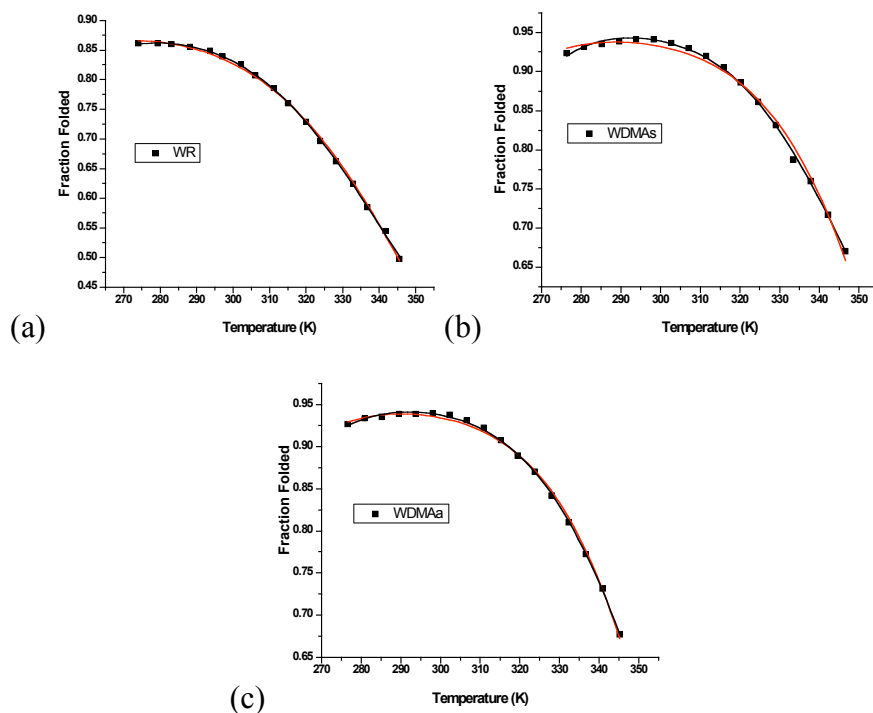 0.90
0.85
0.80
0.75
0.70
0.65
0.60
0.55
0.50
0.45
Fraction Folded
WR
270 280 290 300 310 320 330 340 350
Temperature (K)
(a)
0.95
0.90
0.85
0.80
0.75
0.70
0.65
Fraction Folded
WDMAs
270 280 290 300 310 320 330 340 350
Temperature (K)
(b)
0.95
0.90
0.85
0.80
0.75
0.70
0.65
Fraction Folded
WDMAa
270 280 290 300 310 320 330 340 350
Temperature (K)
(c)